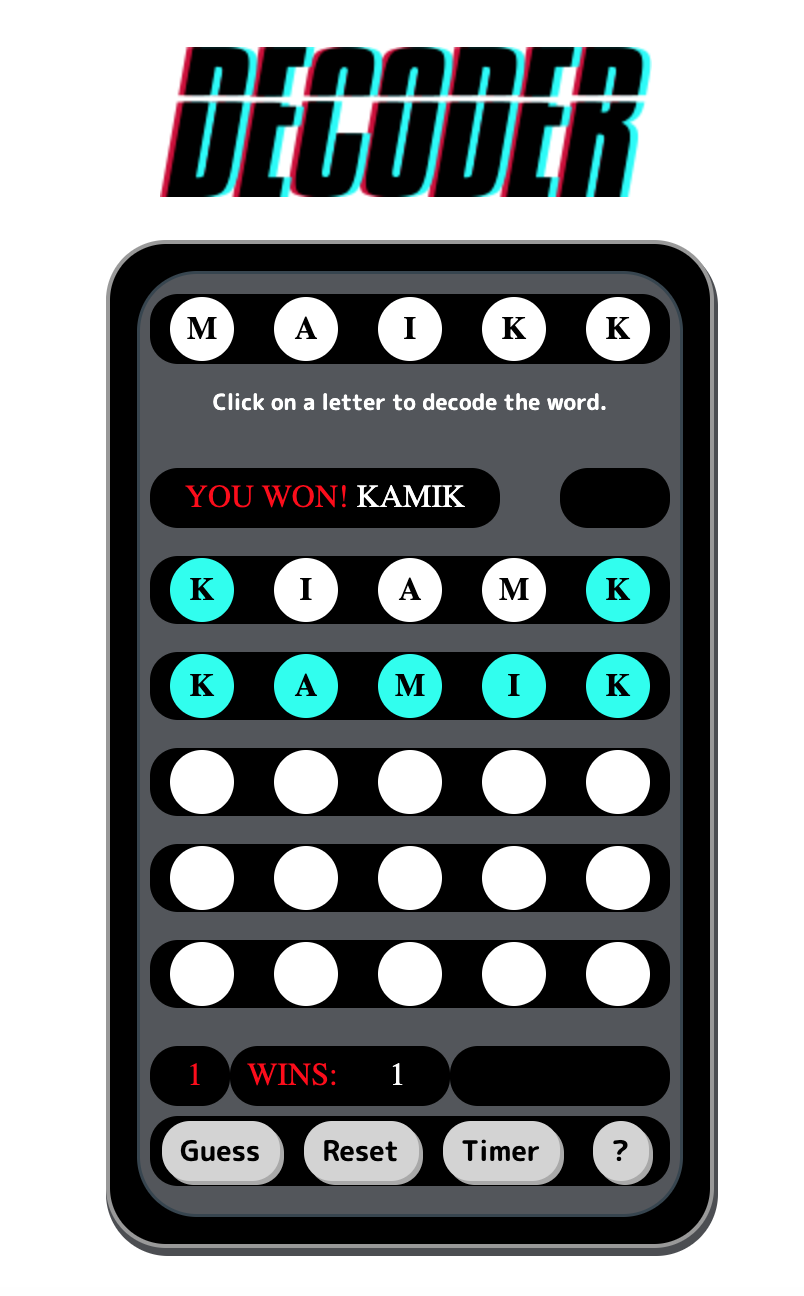 DECODER
M A I K K
Click on a letter to decode the word.
YOU WON! KAMIK
K I A M K
K A M I K
1 WINS: 1
Guess Reset Timer ?